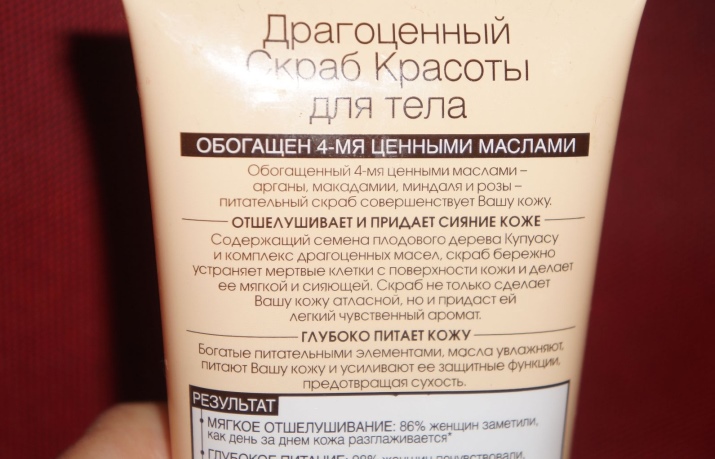 Драгоценный
Скраб Красоты
для тела
ОБОГАЩЕН 4-МЯ ЦЕННЫМИ МАСЛАМИ
Обогащенный 4-мя ценными маслами –
арганы, макадамии, миндаля и розы –
питательный скраб совершенствует Вашу кожу.
ОТШЕЛУШИВАЕТ И ПРИДАЕТ СИЯНИЕ КОЖЕ
Содержащий семена плодового дерева Купуасу
и комплекс драгоценных масел, скраб бережно
устраняет мертвые клетки с поверхности кожи и делает
ее мягкой и сияющей. Скраб не только сделает
Вашу кожу атласной, но и придаст ей
легкий чувственный аромат.
ГЛУБОКО ПИТАЕТ КОЖУ
Богатые питательными элементами, масла увлажняют,
питают Вашу кожу и усиливают ее защитные функции,
предотвращая сухость.
РЕЗУЛЬТАТ
• МЯГКОЕ ОТШЕЛУШИВАНИЕ: 86% женщин заметили,
как день за днем кожа разглаживается*
• ГЛУБОКОЕ ПИТАНИЕ: женщин почувствовали,